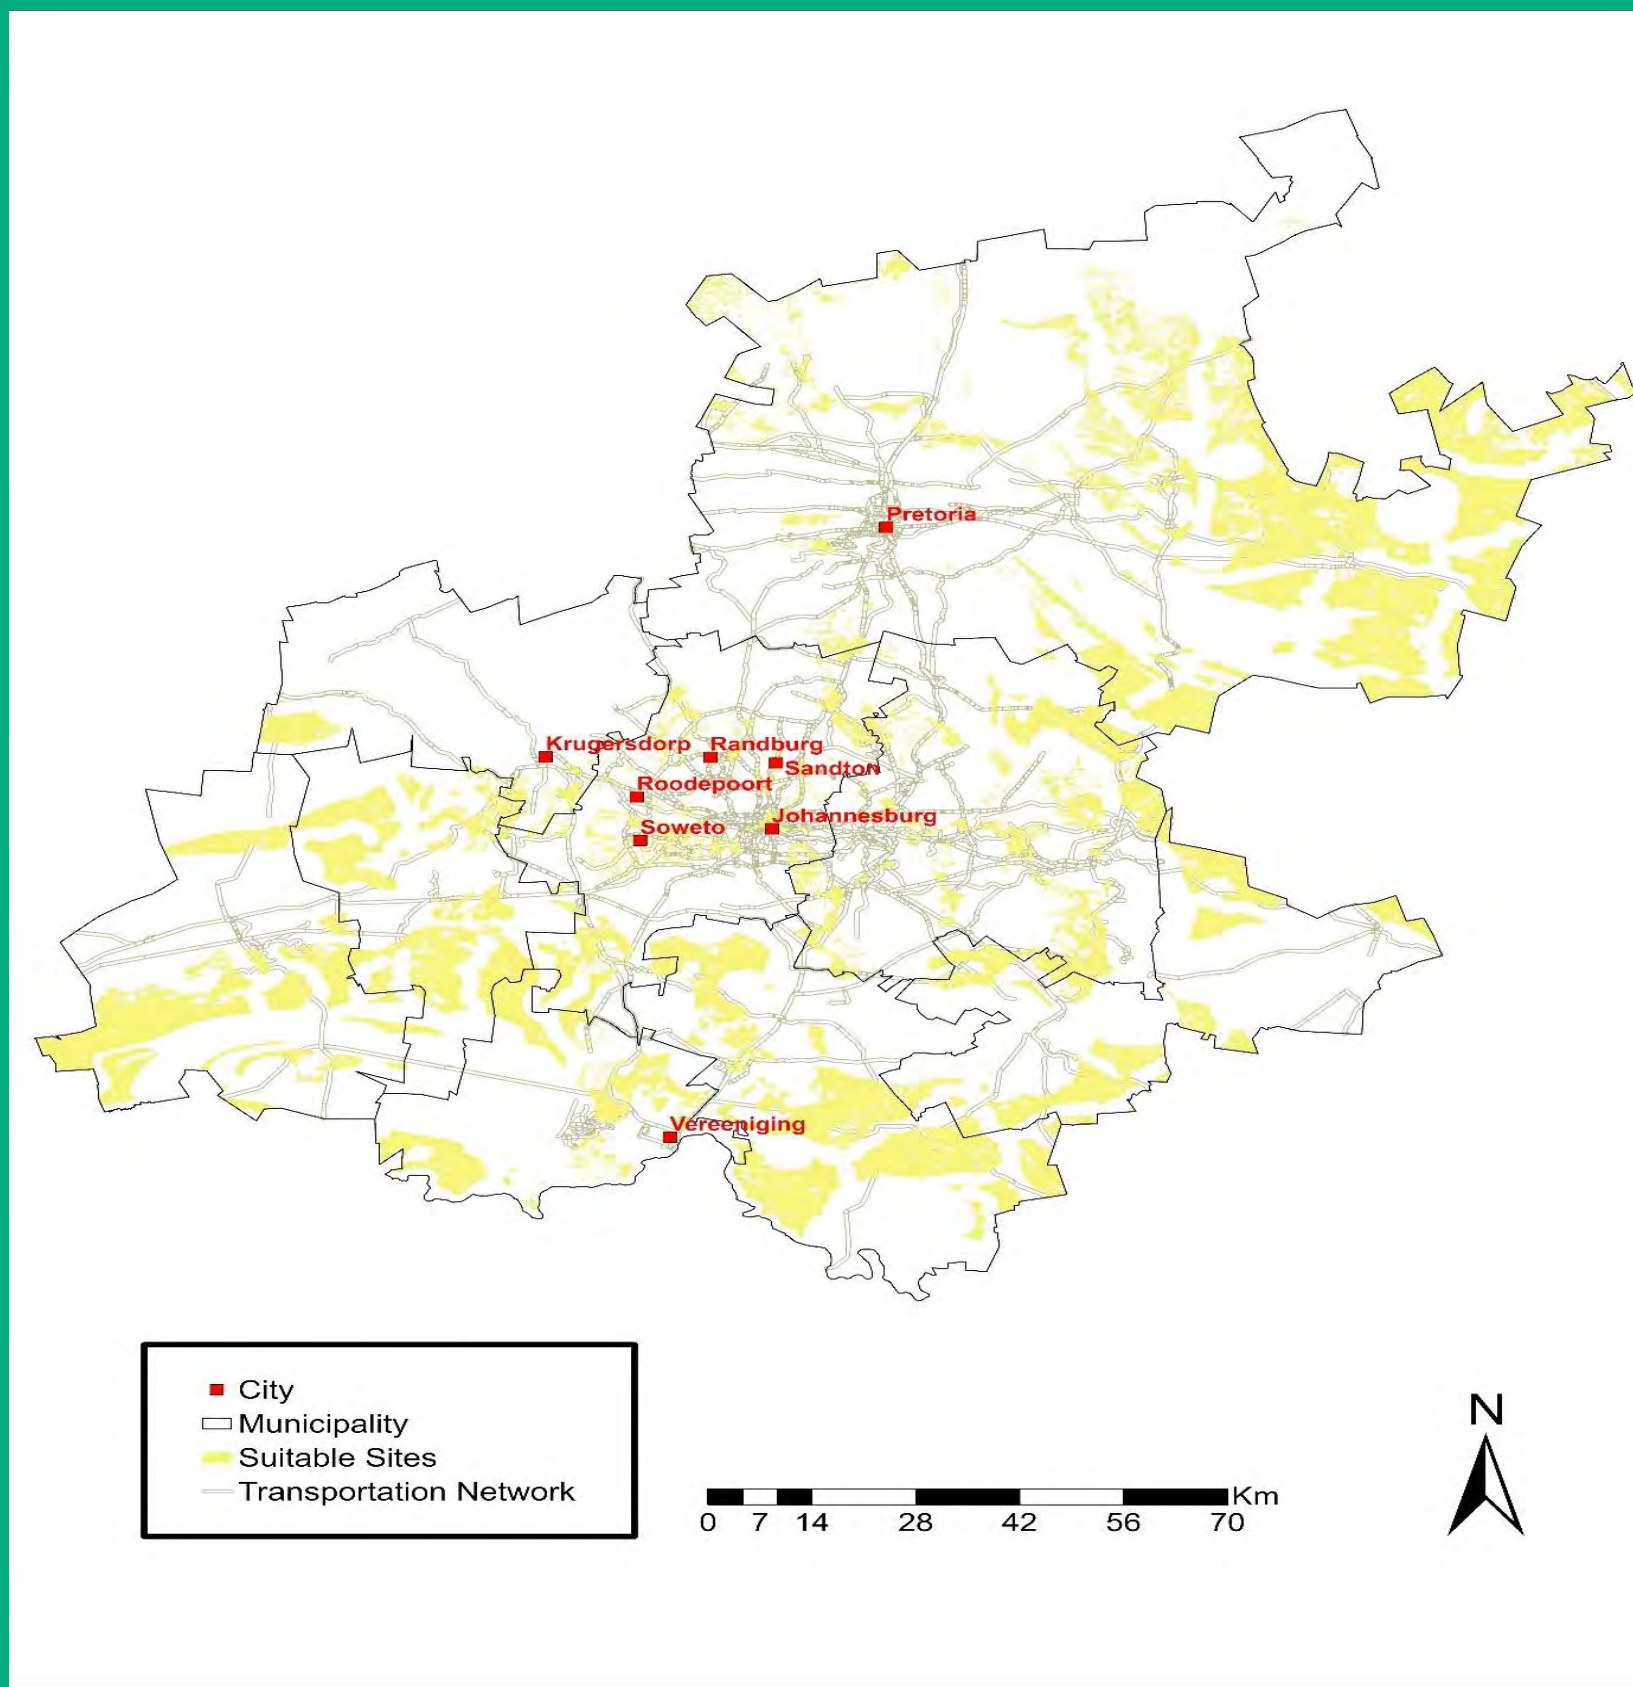 Pretoria
Krugersdorp
Randburg
Sandton
Roodepoort
Johannesburg
Soweto
Vereeniging
City
Municipality
Suitable Sites
Transportation Network
N
Km
0 7 14 28 42 56 70